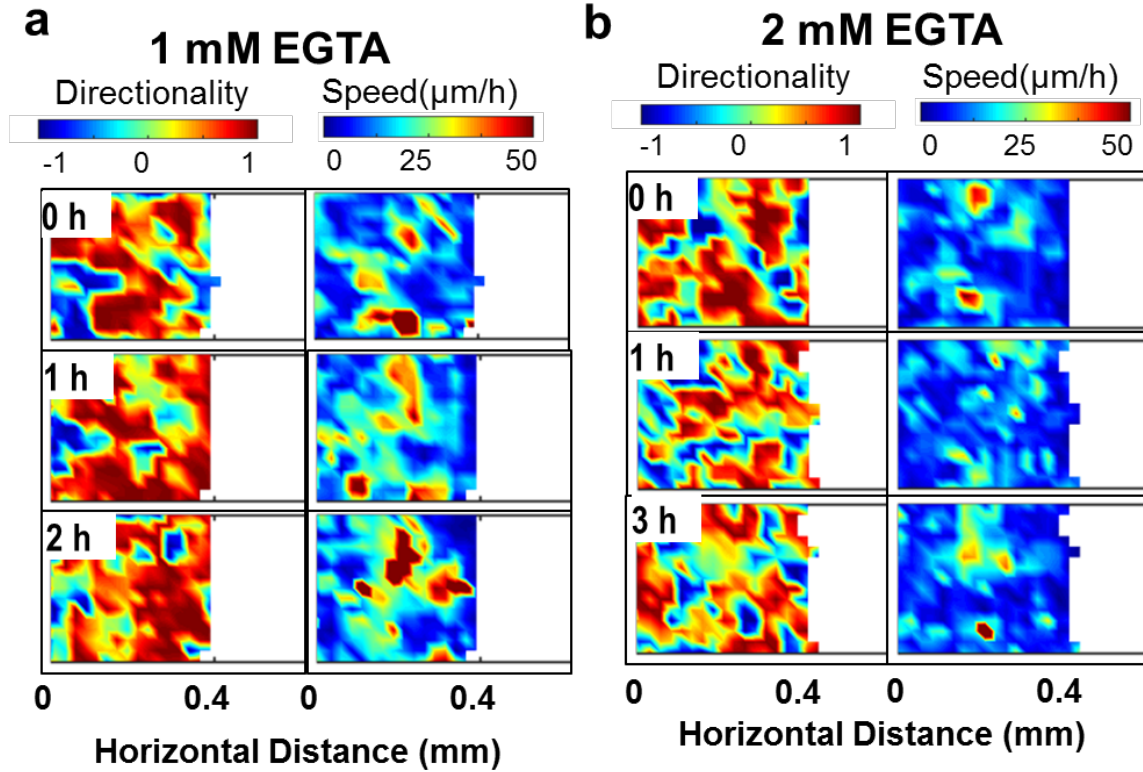 a
1 mM EGTA
Directionality
Speed(µm/h)
-1 0 1
0 25 50
0 h
1 h
2 h
0 0.4
0 0.4
Horizontal Distance (mm)
b
2 mM EGTA
Directionality
Speed(µm/h)
-1 0 1
0 25 50
0 h
1 h
3 h
0 0.4
0 0.4
Horizontal Distance (mm)